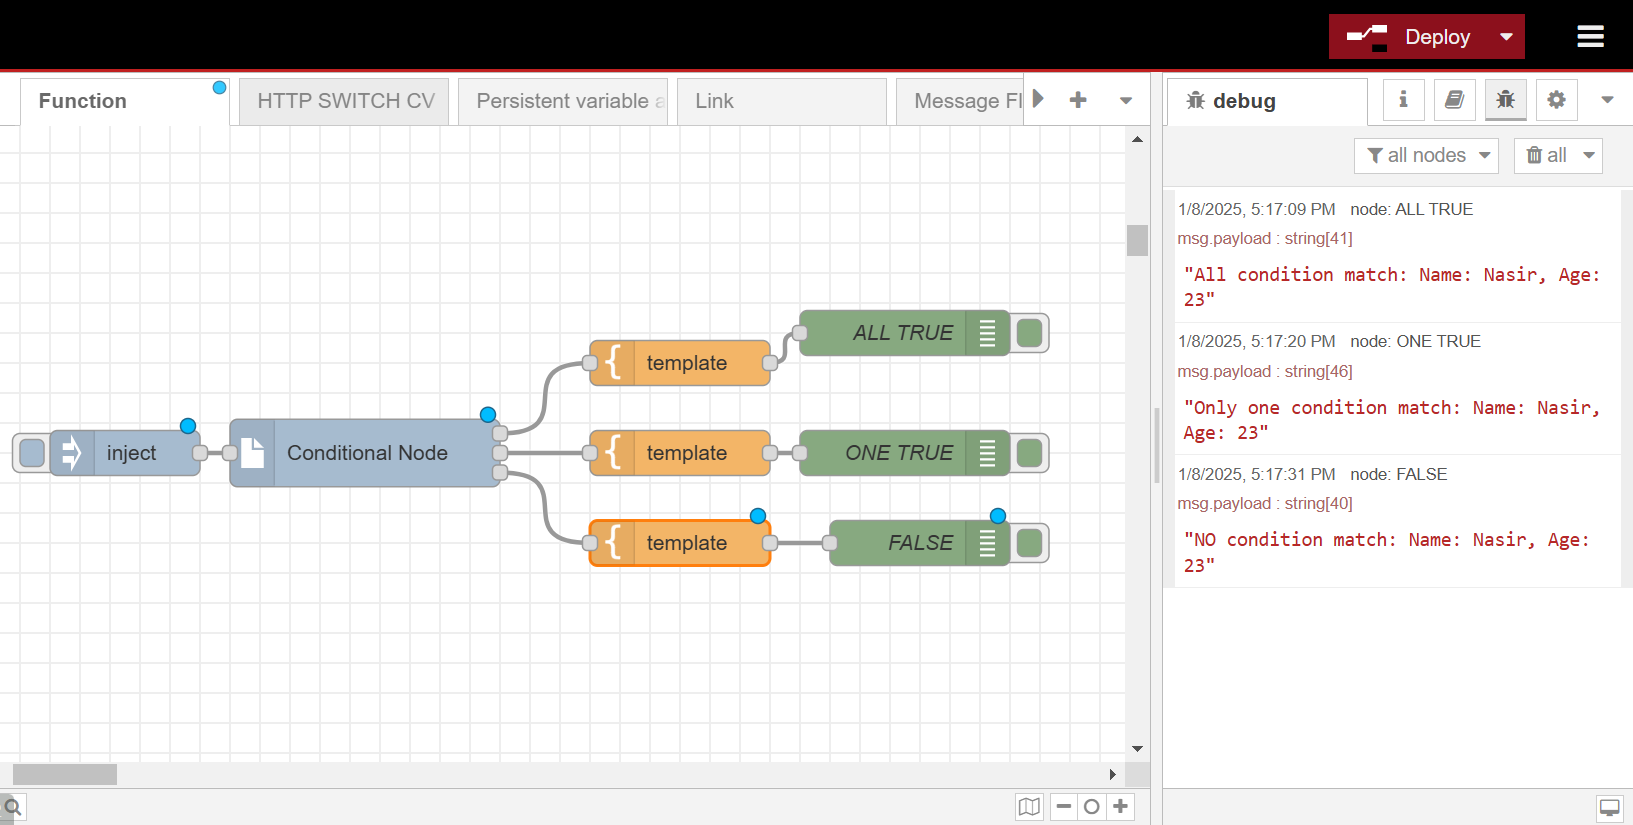 Deploy
Function
HTTP SWITCH CV
Persistent variable a
Link
Message Fl
debug
all nodes
all
1/8/2025, 5:17:09 PM node: ALL TRUE
msg.payload : string[41]
"All condition match: Name: Nasir, Age:
23"
1/8/2025, 5:17:20 PM node: ONE TRUE
msg.payload : string[46]
"Only one condition match: Name: Nasir,
Age: 23"
1/8/2025, 5:17:31 PM node: FALSE
msg.payload : string[40]
"NO condition match: Name: Nasir, Age:
23"
ALL TRUE
template
inject
Conditional Node
template
ONE TRUE
template
FALSE